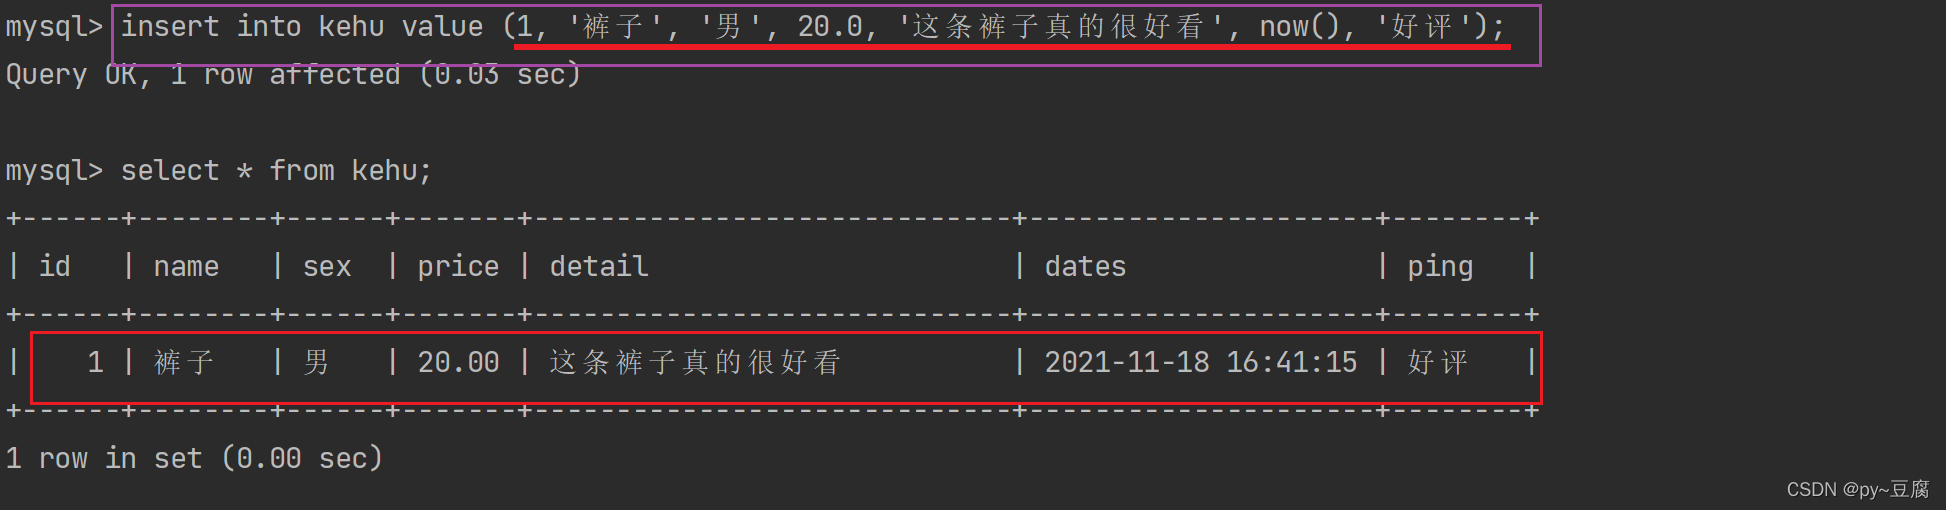 mysql> insert into kehu value (1, '裤子', '男', 20.0, '这条裤子真的很好看', now(), '好评');
Query OK, 1 row affected (0.03 sec)
mysql> select * from kehu;
+------+--------+------+-------+-----------------------------+---------------------+--------+
| id   | name   | sex  | price | detail                      | dates               | ping   |
+------+--------+------+-------+-----------------------------+---------------------+--------+
|    1 | 裤子   | 男   | 20.00 | 这条裤子真的很好看          | 2021-11-18 16:41:15 | 好评   |
+------+--------+------+-------+-----------------------------+---------------------+--------+
1 row in set (0.00 sec)
CSDN @py~豆腐